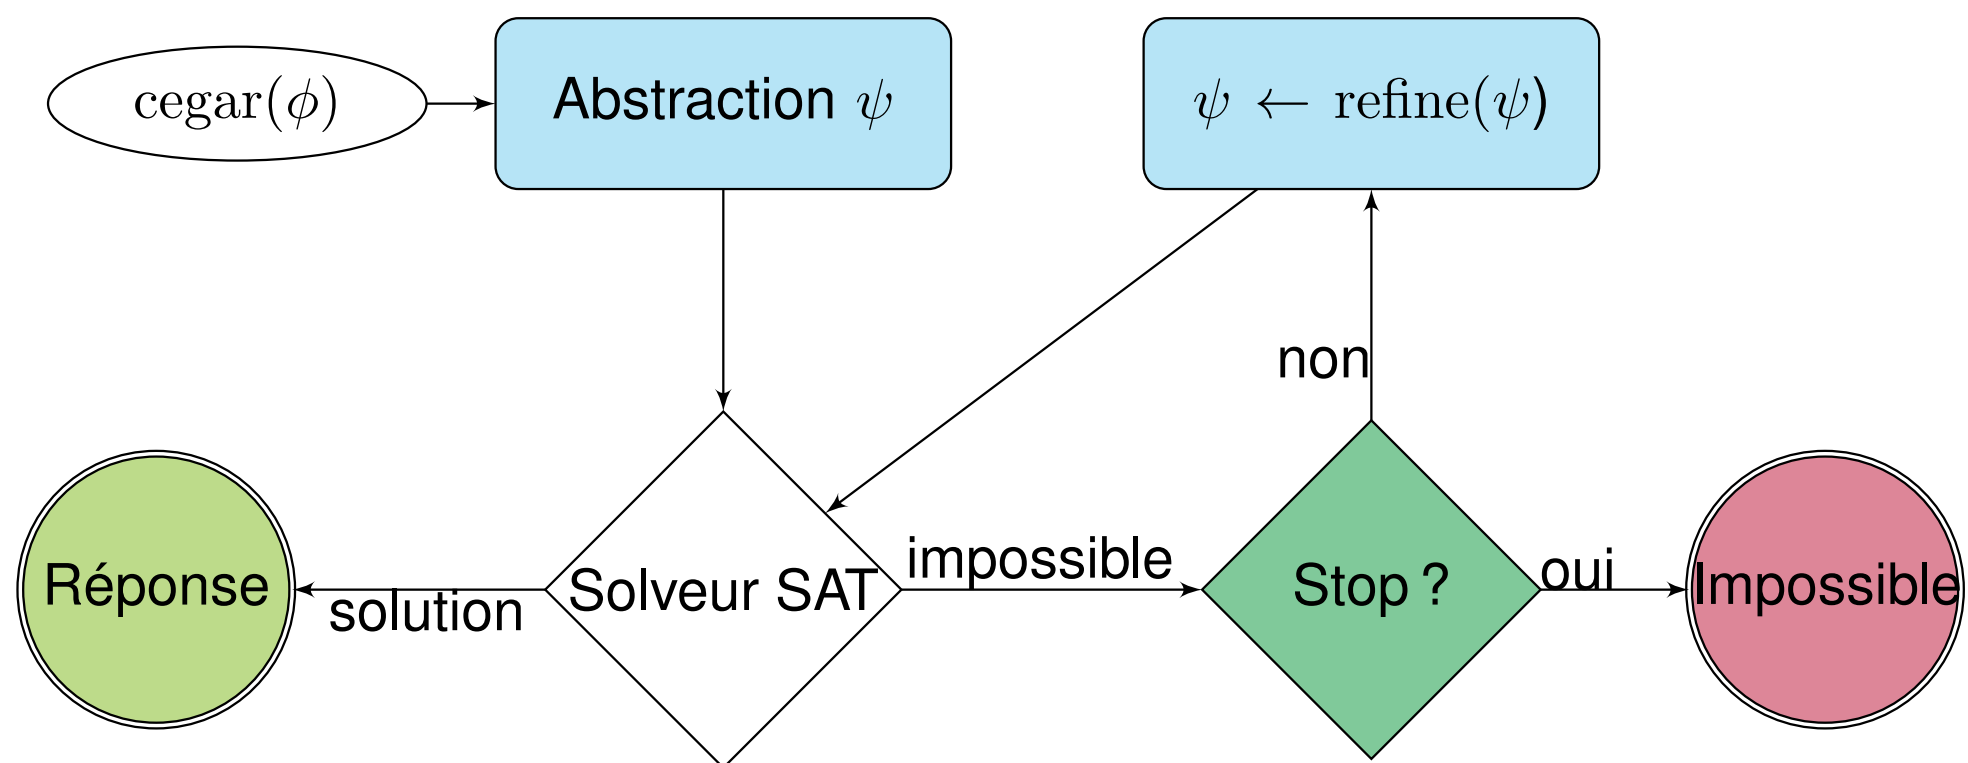 cegar(ϕ)
Abstraction ψ
ψ ← refine(ψ)
non
Réponse
solution
Solveur SAT
impossible
Stop ?
oui
Impossible